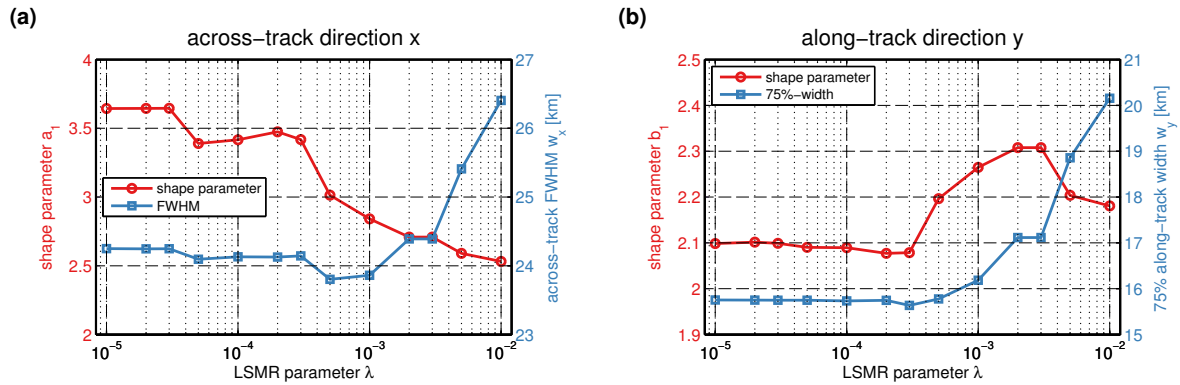 (a)
across−track direction x
4
3.5
3
2.5
2
shape parameter a1
27
26
25
24
23
across−track FWHM w_x [km]
shape parameter
FWHM
10−5
10−4
10−3
10−2
LSMR parameter λ
(b)
along−track direction y
2.5
2.4
2.3
2.2
2.1
2
1.9
shape parameter b1
21
20
19
18
17
16
15
75% along−track width w_y [km]
shape parameter
75%−width
10−5
10−4
10−3
10−2
LSMR parameter λ